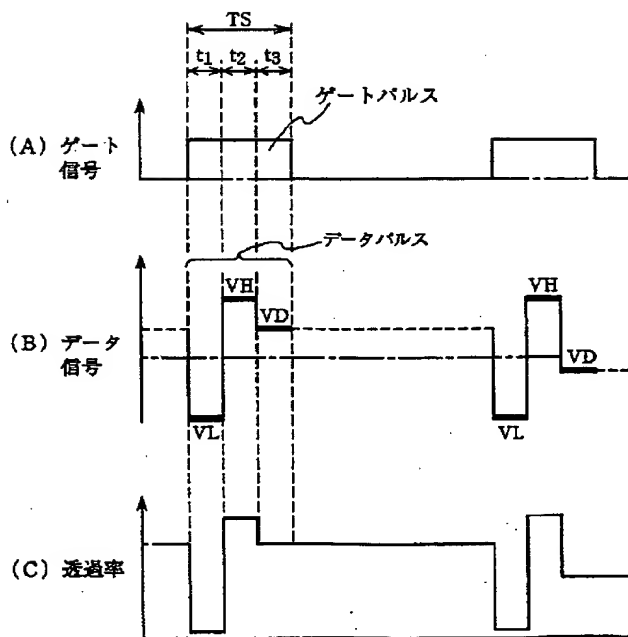 TS
t1 t2 t3
ゲートパルス
(A) ゲート
信号
データパルス
VH
VH
VD
(B) データ
信号
VD
VL
VL
(C) 透過率